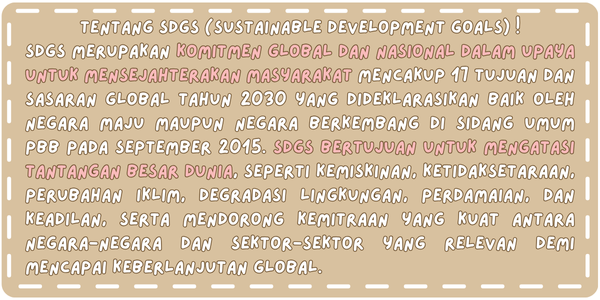 TENTANG SDGS (SUSTAINABLE DEVELOPMENT GOALS)!
SDGS MERUPAKAN KOMITMEN GLOBAL DAN NASIONAL DALAM UPAYA
UNTUK MENSEJAHTERAKAN MASYARAKAT MENCAKUP 17 TUJUAN DAN
SASARAN GLOBAL TAHUN 2030 YANG DIDEKLARASIKAN BAIK OLEH
NEGARA MAJU MAUPUN NEGARA BERKEMBANG DI SIDANG UMUM
PBB PADA SEPTEMBER 2015. SDGS BERTUJUAN UNTUK MENGATASI
TANTANGAN BESAR DUNIA, SEPERTI KEMISKINAN, KETIDAKSETARAAN,
PERUBAHAN IKLIM, DEGRADASI LINGKUNGAN, PERDAMAIAN, DAN
KEADILAN, SERTA MENDORONG KEMITRAAN YANG KUAT ANTARA
NEGARA-NEGARA DAN SEKTOR-SEKTOR YANG RELEVAN DEMI
MENCAPAI KEBERLANJUTAN GLOBAL.